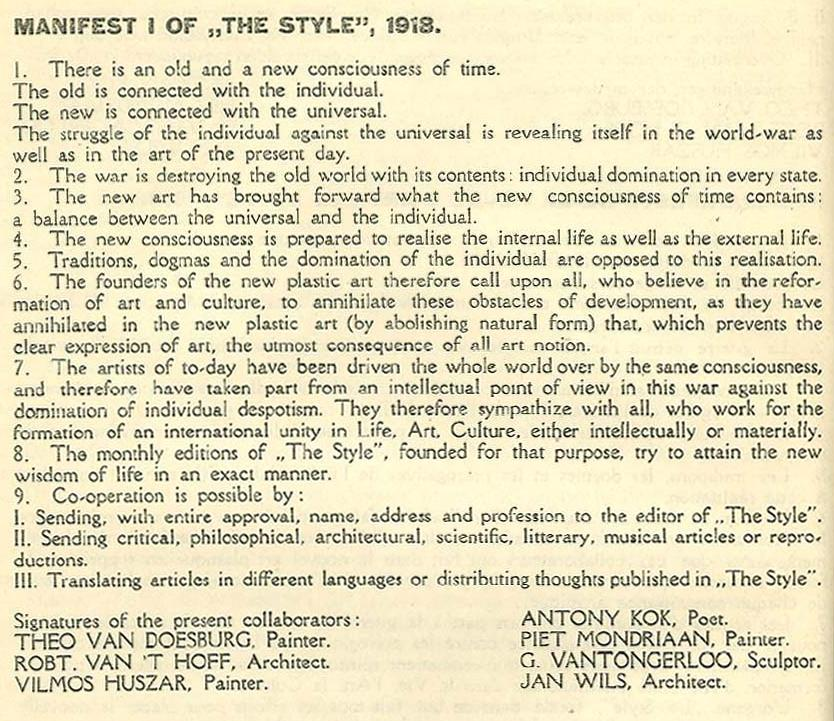 MANIFEST I OF „THE STYLE”, 1918.
1. There is an old and a new consciousness of time.
The old is connected with the individual.
The new is connected with the universal.
The struggle of the individual against the universal is revealing itself in the world-war as
well as in the art of the present day.
2. The war is destroying the old world with its contents: individual domination in every state.
3. The new art has brought forward what the new consciousness of time contains:
a balance between the universal and the individual.
4. The new consciousness is prepared to realise the internal life as well as the external life.
5. Traditions, dogmas and the domination of the individual are opposed to this realisation.
6. The founders of the new plastic art therefore call upon all, who believe in the refor-
mation of art and culture, to annihilate these obstacles of development, as they have
annihilated in the new plastic art (by abolishing natural form) that, which prevents the
clear expression of art, the utmost consequence of all art notion.
7. The artists of to-day have been driven the whole world over by the same consciousness,
and therefore have taken part from an intellectual point of view in this war against the
domination of individual despotism. They therefore sympathize with all, who work for the
formation of an international unity in Life, Art, Culture, either intellectually or materially.
8. The monthly editions of „The Style”, founded for that purpose, try to attain the new
wisdom of life in an exact manner.
9. Co-operation is possible by:
I. Sending, with entire approval, name, address and profession to the editor of „The Style”.
II. Sending critical, philosophical, architectural, scientific, litterary, musical articles or repro-
ductions.
III. Translating articles in different languages or distributing thoughts published in „The Style”.
Signatures of the present collaborators:
THEO VAN DOESBURG, Painter.
ROBT. VAN 'T HOFF, Architect.
VILMOS HUSZAR, Painter.
ANTONY KOK, Poet.
PIET MONDRIAAN, Painter.
G. VANTONGERLOO, Sculptor.
JAN WILS, Architect.